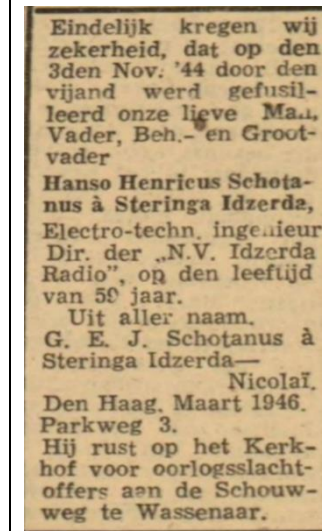 Eindelijk kregen wij
zekerheid, dat op den
3den Nov. '44 door den
vijand werd gefusil-
leerd onze lieve Man,
Vader, Beh.- en Groot-
vader
Hanso Henricus Schota-
nus à Steringa Idzerda,
Electro-techn. ingenieur
Dir. der „N.V. Idzerda
Radio”, op den leeftijd
van 59 jaar.
Uit aller naam.
G. E. J. Schotanus à
Steringa Idzerda—
Nicolaï.
Den Haag, Maart 1946.
Parkweg 3.
Hij rust op het Kerk-
hof voor oorlogsslacht-
offers aan de Schouw-
weg te Wassenaar.